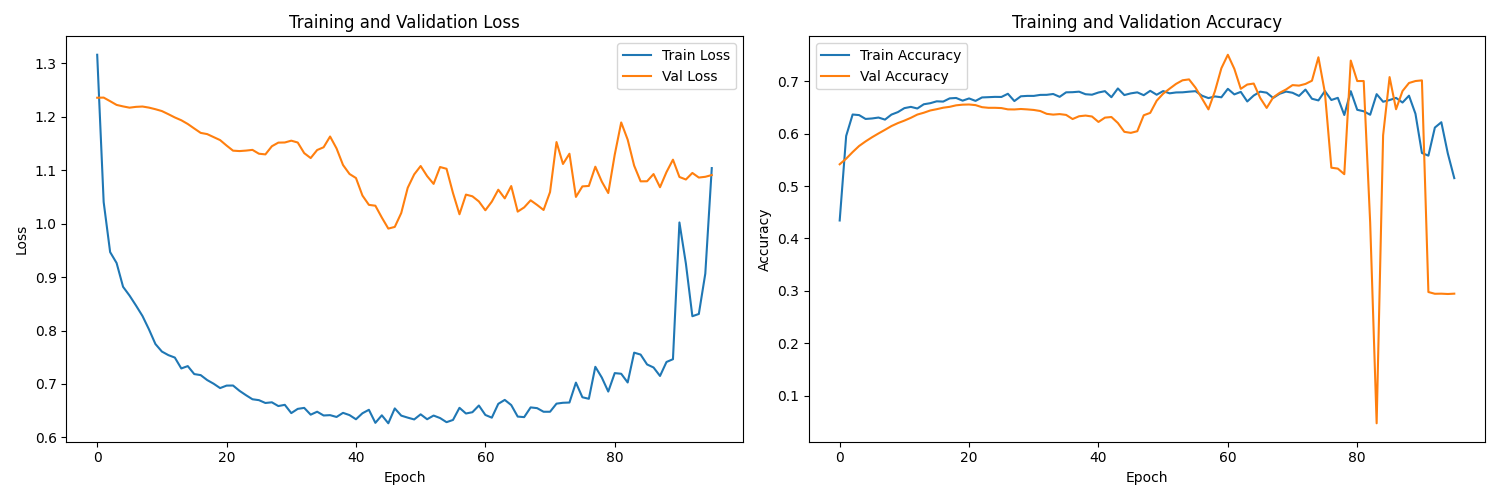 Training and Validation Loss
Train Loss
Val Loss
1.3
1.2
1.1
1.0
0.9
0.8
0.7
0.6
Loss
0 20 40 60 80
Epoch
Training and Validation Accuracy
Train Accuracy
Val Accuracy
0.7
0.6
0.5
0.4
0.3
0.2
0.1
Accuracy
0 20 40 60 80
Epoch